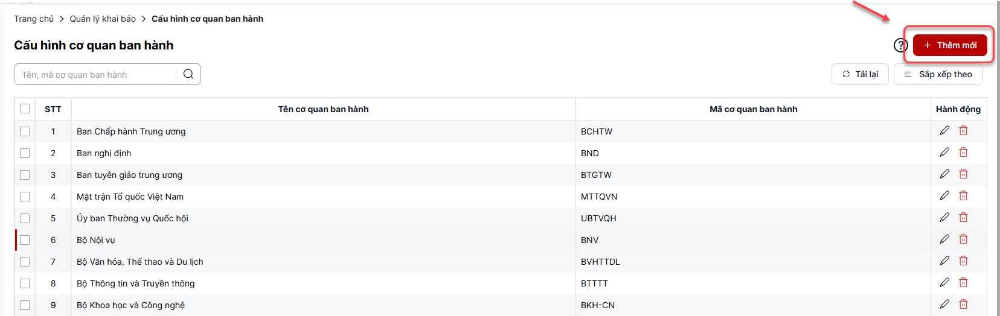 Trang chủ > Quản lý khai báo > Cấu hình cơ quan ban hành
Cấu hình cơ quan ban hành
? + Thêm mới
Tên, mã cơ quan ban hành
Tải lại Sắp xếp theo
STT Tên cơ quan ban hành Mã cơ quan ban hành Hành động
1 Ban Chấp hành Trung ương BCHTW
2 Ban nghị định BND
3 Ban tuyên giáo trung ương BTGTW
4 Mặt trận Tổ quốc Việt Nam MTTQVN
5 Ủy ban Thường vụ Quốc hội UBTVQH
6 Bộ Nội vụ BNV
7 Bộ Văn hóa, Thể thao và Du lịch BVHTTDL
8 Bộ Thông tin và Truyền thông BTTTT
9 Bộ Khoa học và Công nghệ BKH-CN